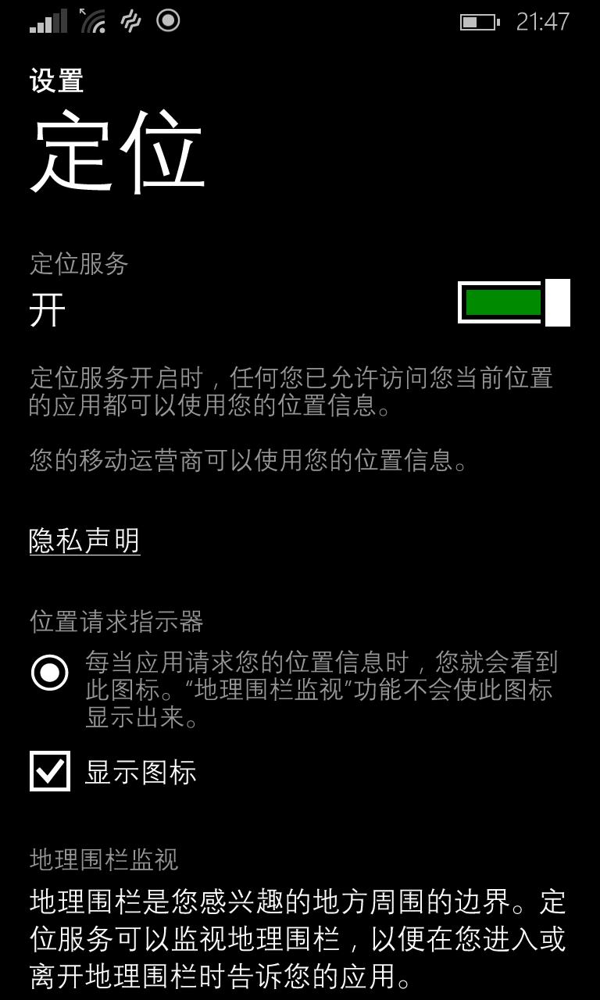 21:47
设置
定位
定位服务
开
定位服务开启时，任何您已允许访问您当前位置
的应用都可以使用您的位置信息。
您的移动运营商可以使用您的位置信息。
隐私声明
位置请求指示器
每当应用请求您的位置信息时，您就会看到
此图标。“地理围栏监视”功能不会使此图标
显示出来。
显示图标
地理围栏监视
地理围栏是您感兴趣的地方周围的边界。定
位服务可以监视地理围栏，以便在您进入或
离开地理围栏时告诉您的应用。